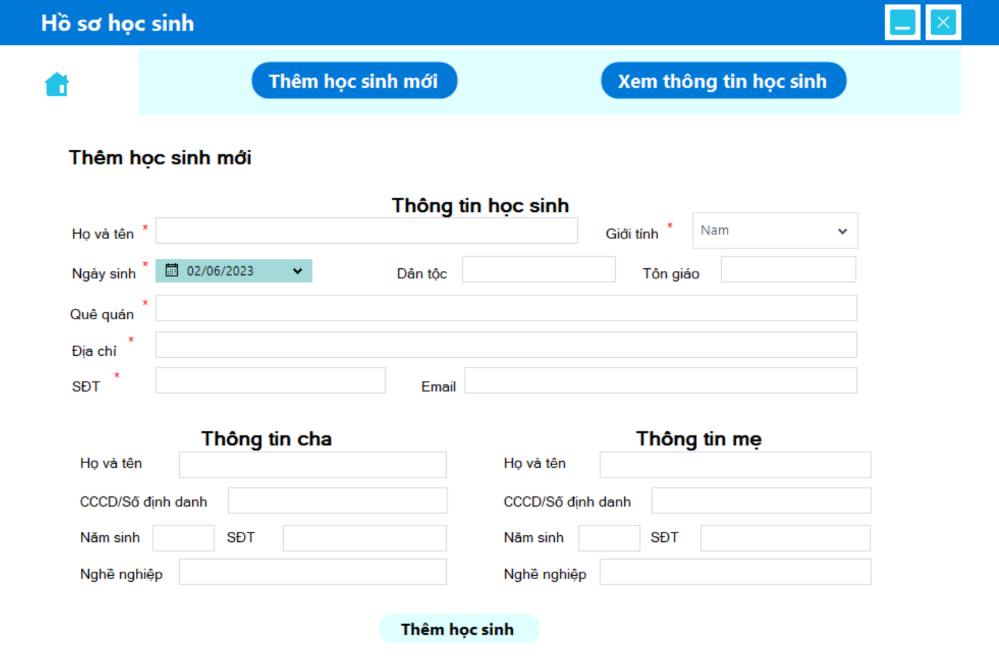 Hồ sơ học sinh
Thêm học sinh mới Xem thông tin học sinh
Thêm học sinh mới
Thông tin học sinh
Họ và tên * Giới tính * Nam
Ngày sinh * 02/06/2023 Dân tộc Tôn giáo
Quê quán *
Địa chỉ *
SĐT * Email
Thông tin cha Thông tin mẹ
Họ và tên Họ và tên
CCCD/Số định danh CCCD/Số định danh
Năm sinh SĐT Năm sinh SĐT
Nghề nghiệp Nghề nghiệp
Thêm học sinh